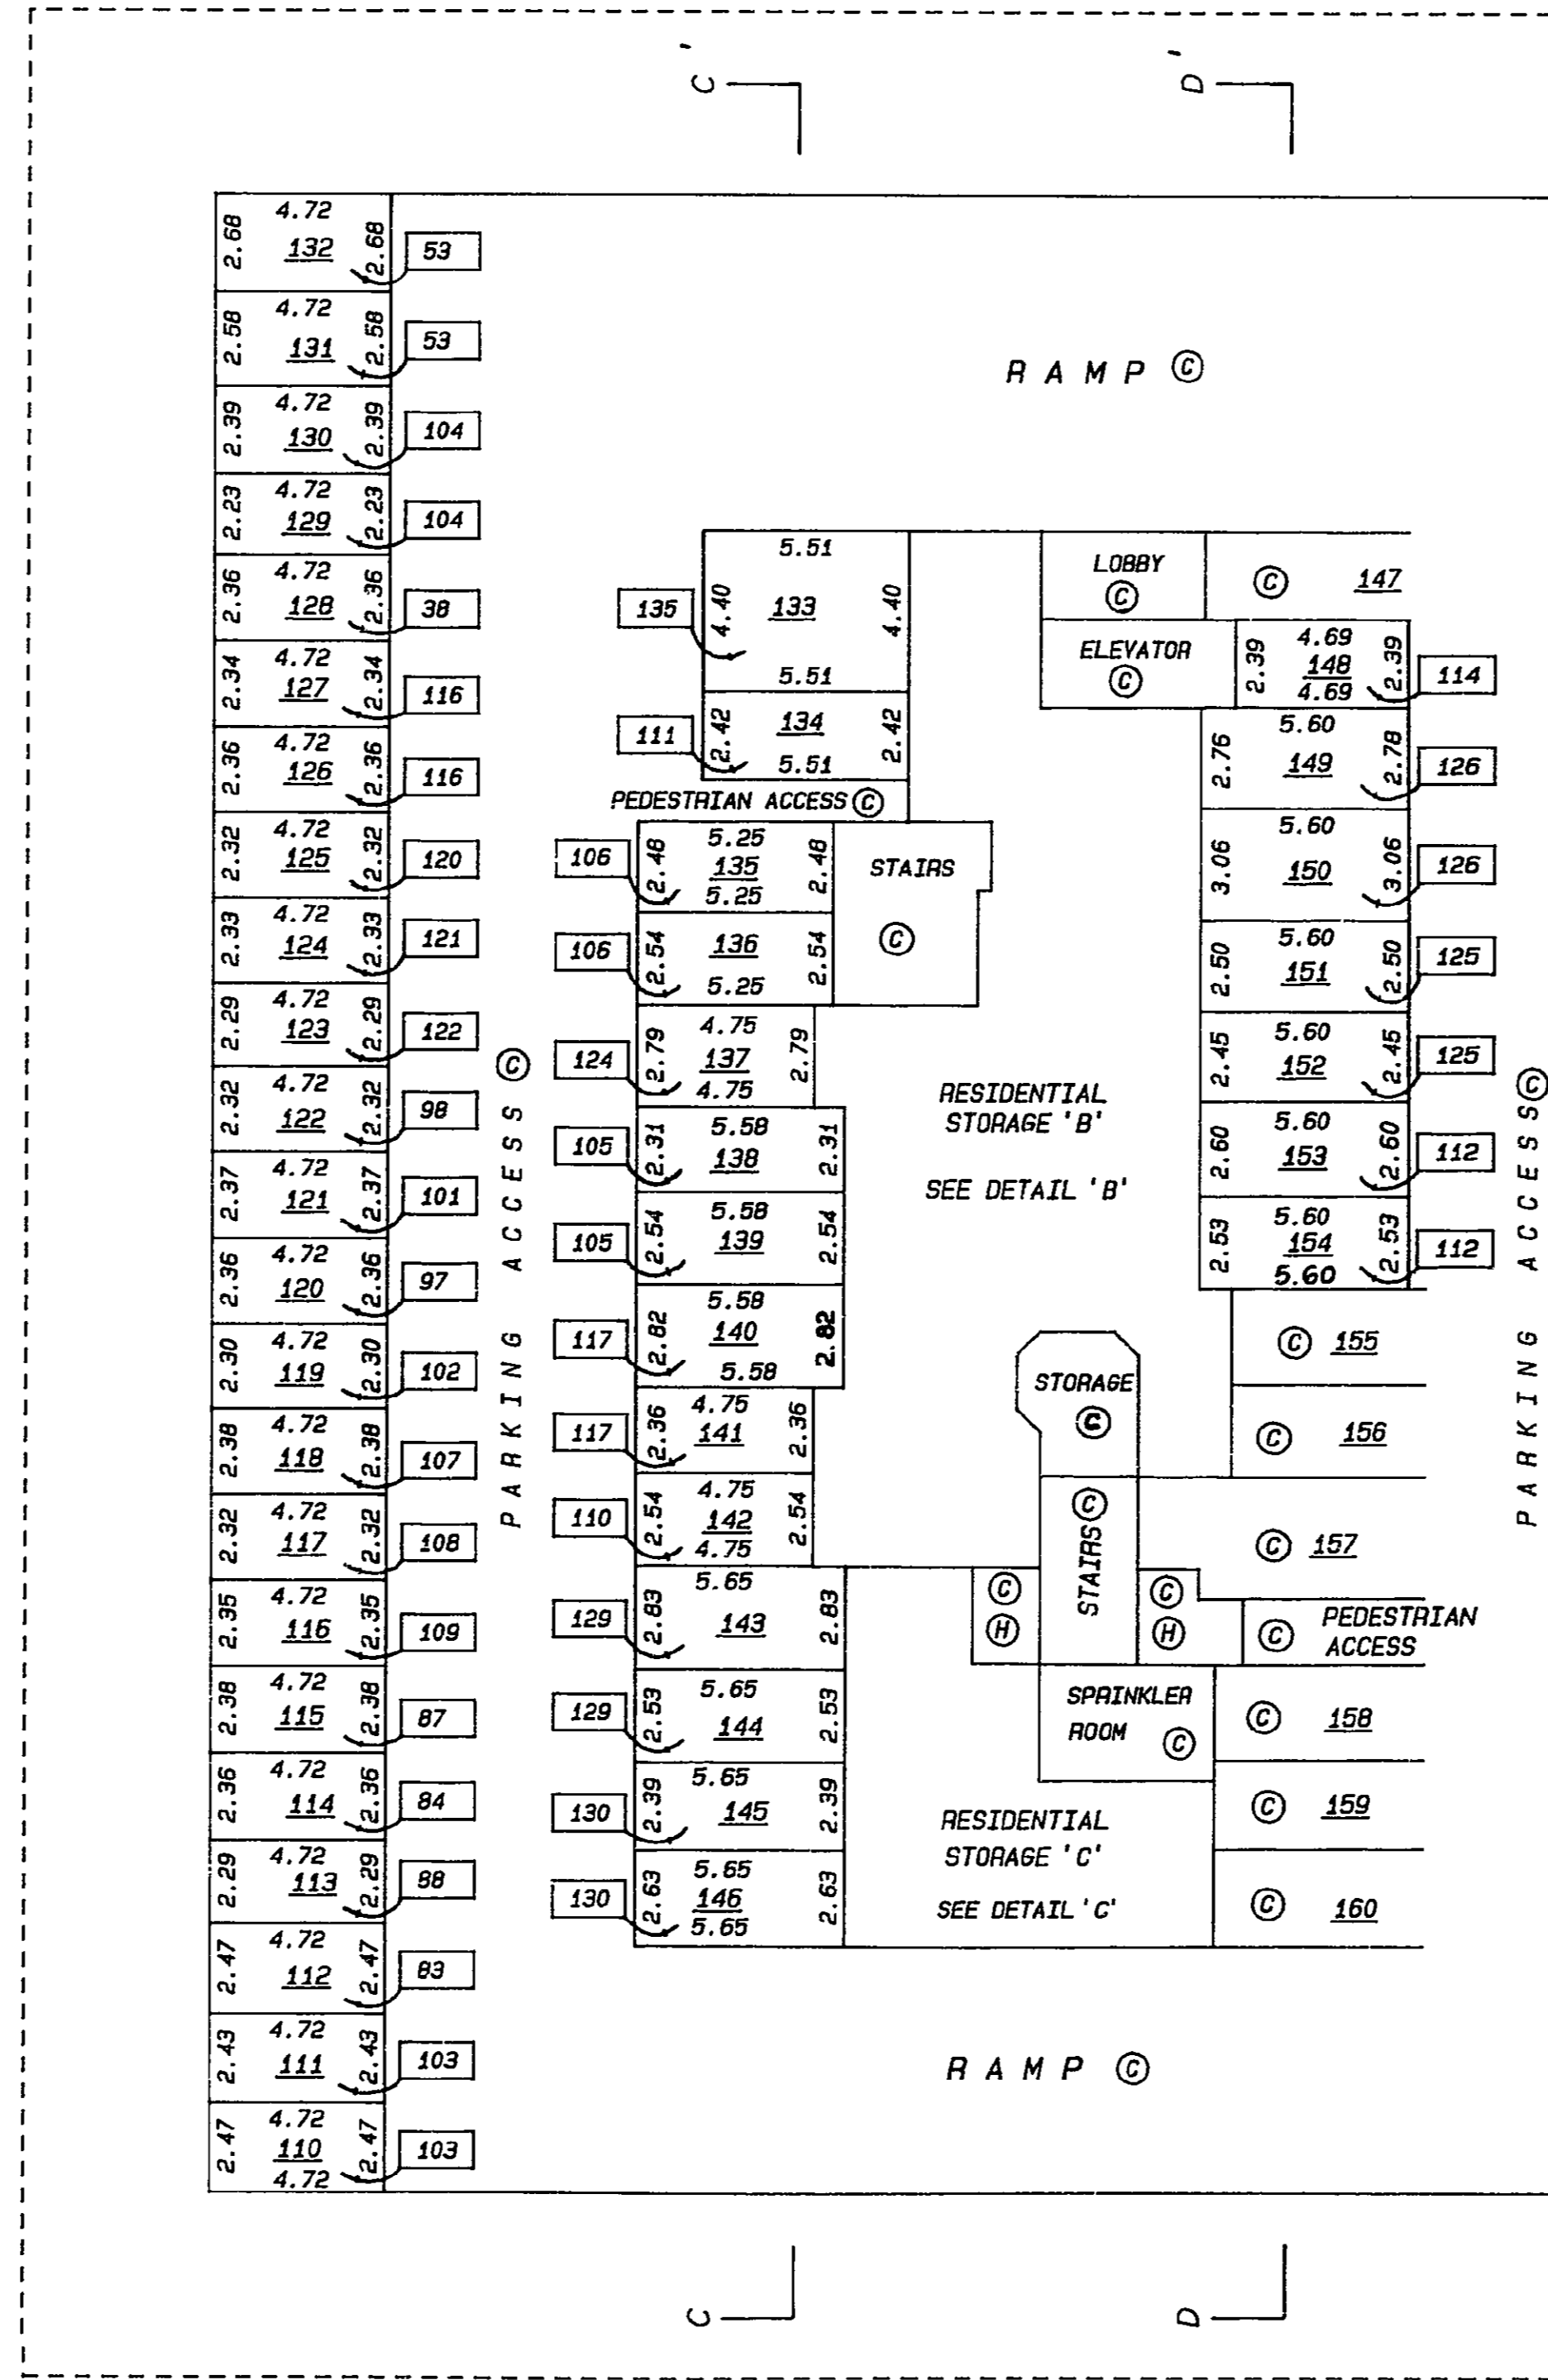 C'
D'
4.72
2.68 132 2.68 53
4.72
2.58 131 2.58 53
4.72
2.39 130 2.39 104
4.72
2.23 129 2.23 104
4.72
2.36 128 2.36 38
4.72
2.34 127 2.34 116
4.72
2.36 126 2.36 116
4.72
2.32 125 2.32 120
4.72
2.33 124 2.33 121
4.72
2.29 123 2.29 122
4.72
2.32 122 2.32 98
4.72
2.37 121 2.37 101
4.72
2.36 120 2.36 97
4.72
2.30 119 2.30 102
4.72
2.38 118 2.38 107
4.72
2.32 117 2.32 108
4.72
2.35 116 2.35 109
4.72
2.38 115 2.38 87
4.72
2.36 114 2.36 84
4.72
2.29 113 2.29 88
4.72
2.47 112 2.47 83
4.72
2.43 111 2.43 103
4.72
2.47 110 2.47 103
4.72
PARKING ACCESS C
RAMP C
5.51
135 4.40 133 4.40
5.51
111 2.42 134 2.42
5.51
PEDESTRIAN ACCESS C
5.25
106 2.48 135 2.48
5.25
106 2.54 136 2.54
5.25
STAIRS
C
4.75
124 2.79 137 2.79
4.75
5.58
105 2.31 138 2.31
5.58
105 2.54 139 2.54
5.58
117 2.82 140 2.82
5.58
4.75
117 2.36 141 2.36
4.75
110 2.54 142 2.54
4.75
5.65
129 2.83 143 2.83
5.65
129 2.53 144 2.53
5.65
130 2.39 145 2.39
5.65
130 2.63 146 2.63
5.65
LOBBY
C
C 147
ELEVATOR
C
4.69
2.39 148 2.39 114
4.69
5.60
2.76 149 2.78 126
5.60
3.06 150 3.06 126
5.60
2.50 151 2.50 125
5.60
2.45 152 2.45 125
5.60
2.60 153 2.60 112
5.60
2.53 154 2.53 112
5.60
RESIDENTIAL
STORAGE 'B'
SEE DETAIL 'B'
C 155
STORAGE
C
C 156
STAIRS C
C 157
C
H
C
H
C PEDESTRIAN
ACCESS
SPRINKLER
ROOM C
C 158
C 159
RESIDENTIAL
STORAGE 'C'
SEE DETAIL 'C'
C 160
PARKING ACCESS C
RAMP C
C
D